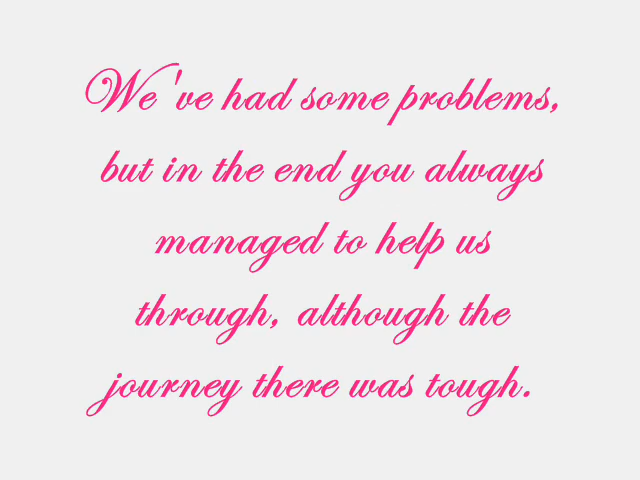 We've had some problems,
but in the end you always
managed to help us
through, although the
journey there was tough.